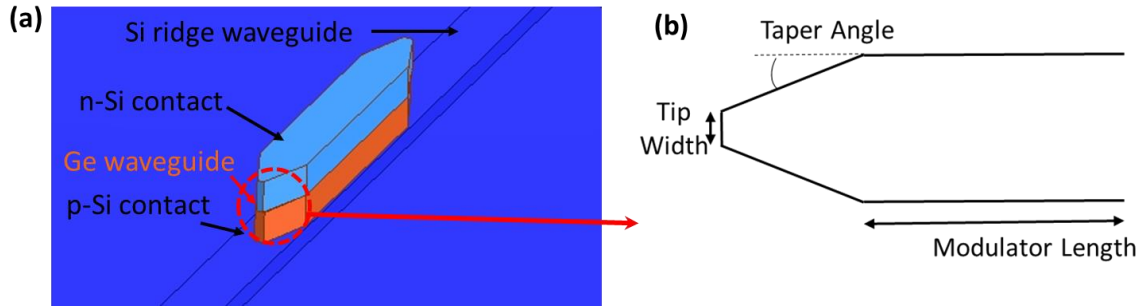 (a)
Si ridge waveguide
n-Si contact
Ge waveguide
p-Si contact
(b)
Taper Angle
Tip
Width
Modulator Length